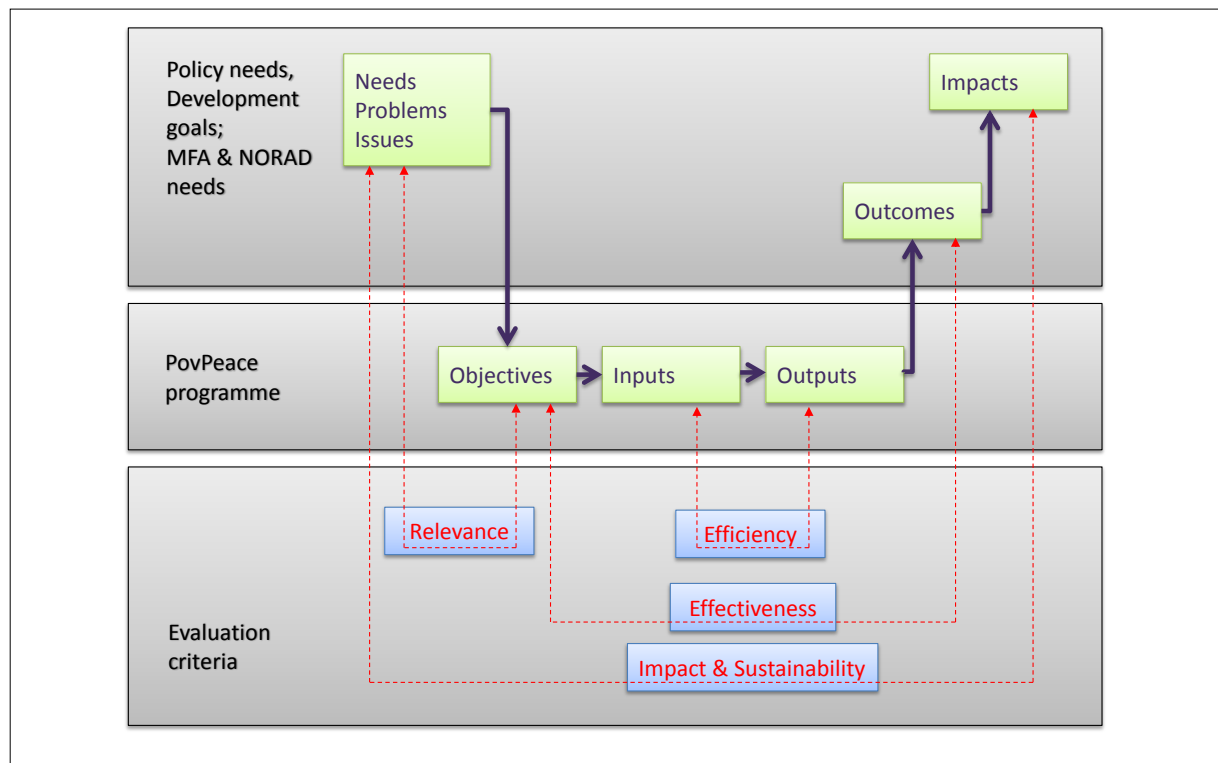 Policy needs,
Development
goals;
MFA & NORAD
needs
Needs
Problems
Issues
Impacts
Outcomes
PovPeace
programme
Objectives
Inputs
Outputs
Relevance
Efficiency
Effectiveness
Evaluation
criteria
Impact & Sustainability